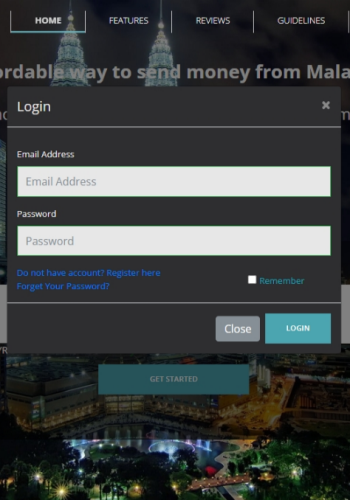 HOME FEATURES REVIEWS GUIDELINES
ordable way to send money from Mala
Login ×
Email Address
Email Address
Password
Password
Do not have account? Register here
Forget Your Password?
Remember
Close LOGIN
GET STARTED